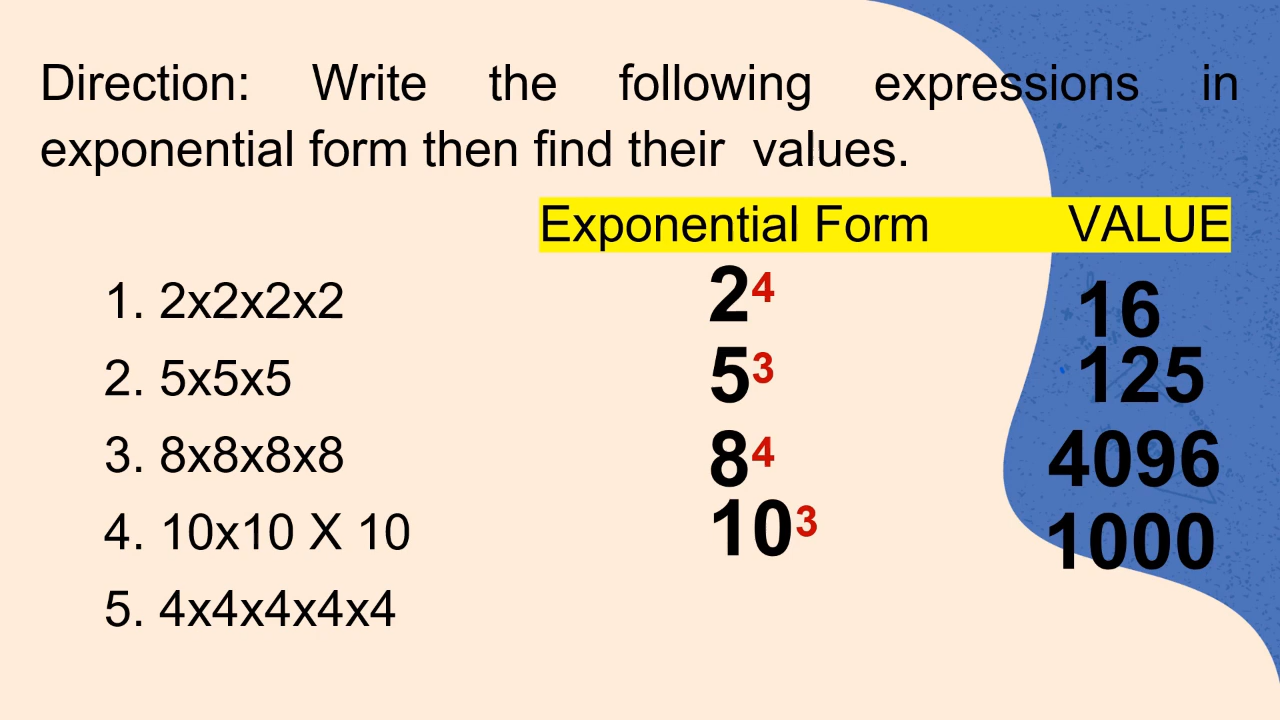 Direction: Write the following expressions in
exponential form then find their values.
Exponential Form VALUE
1. 2x2x2x2 2⁴ 16
2. 5x5x5 5³ 125
3. 8x8x8x8 8⁴ 4096
4. 10x10 X 10 10³ 1000
5. 4x4x4x4x4